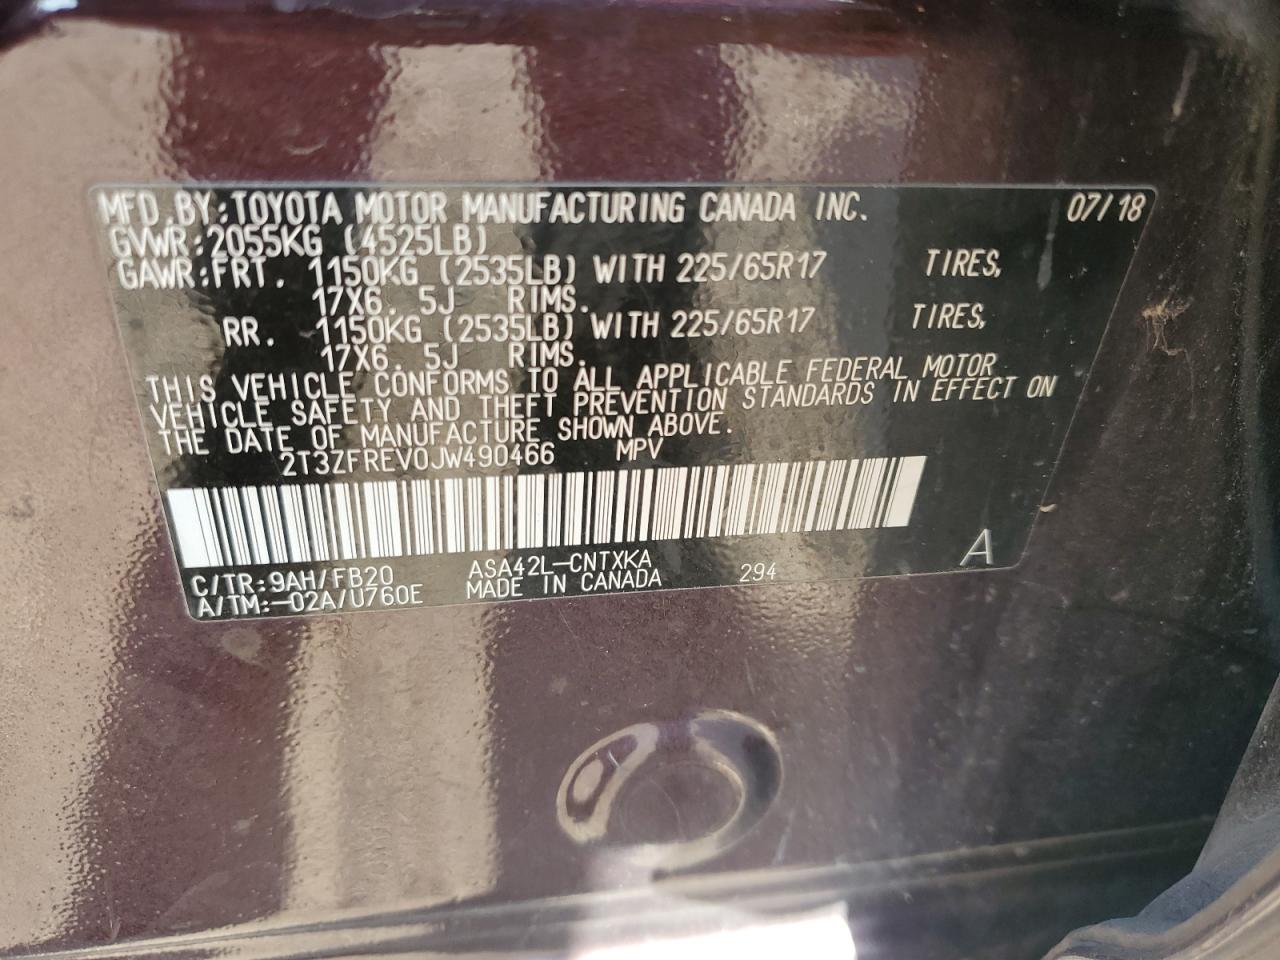 MFD.BY:TOYOTA MOTOR MANUFACTURING CANADA INC. 07/18
GVWR:2055KG (4525LB)
GAWR:FRT. 1150KG (2535LB) WITH 225/65R17 TIRES,
17X6.5J RIMS.
RR. 1150KG (2535LB) WITH 225/65R17 TIRES,
17X6.5J RIMS.
THIS VEHICLE CONFORMS TO ALL APPLICABLE FEDERAL MOTOR
VEHICLE SAFETY AND THEFT PREVENTION STANDARDS IN EFFECT ON
THE DATE OF MANUFACTURE SHOWN ABOVE.
2T3ZFREV0JW490466 MPV
C/TR:9AH/FB20 ASA42L-CNTXKA
A/TM:-02A/U760E MADE IN CANADA 294 A